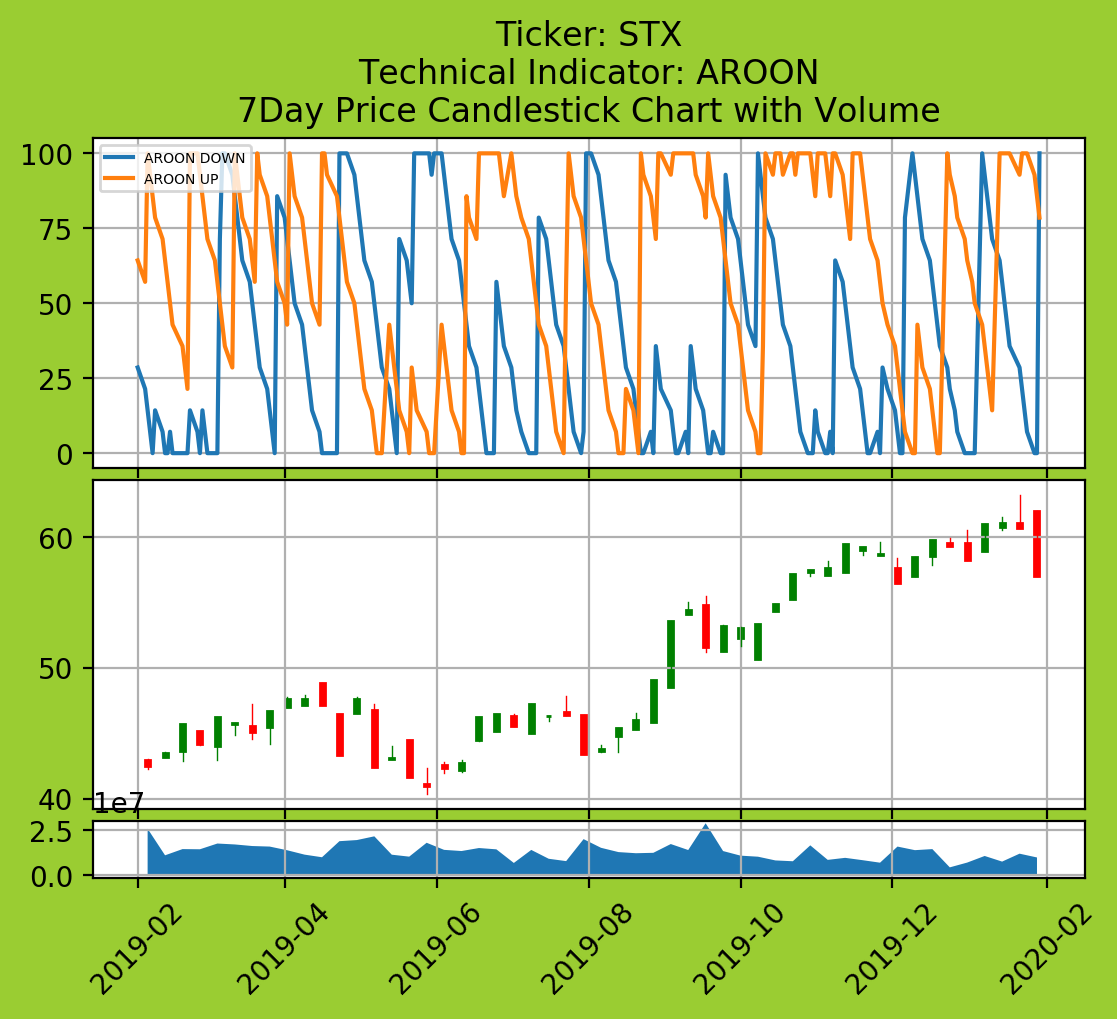 Ticker: STX
Technical Indicator: AROON
7Day Price Candlestick Chart with Volume
100
75
50
25
0
AROON DOWN
AROON UP
60
50
40
1e7
2.5
0.0
2019-02
2019-04
2019-06
2019-08
2019-10
2019-12
2020-02